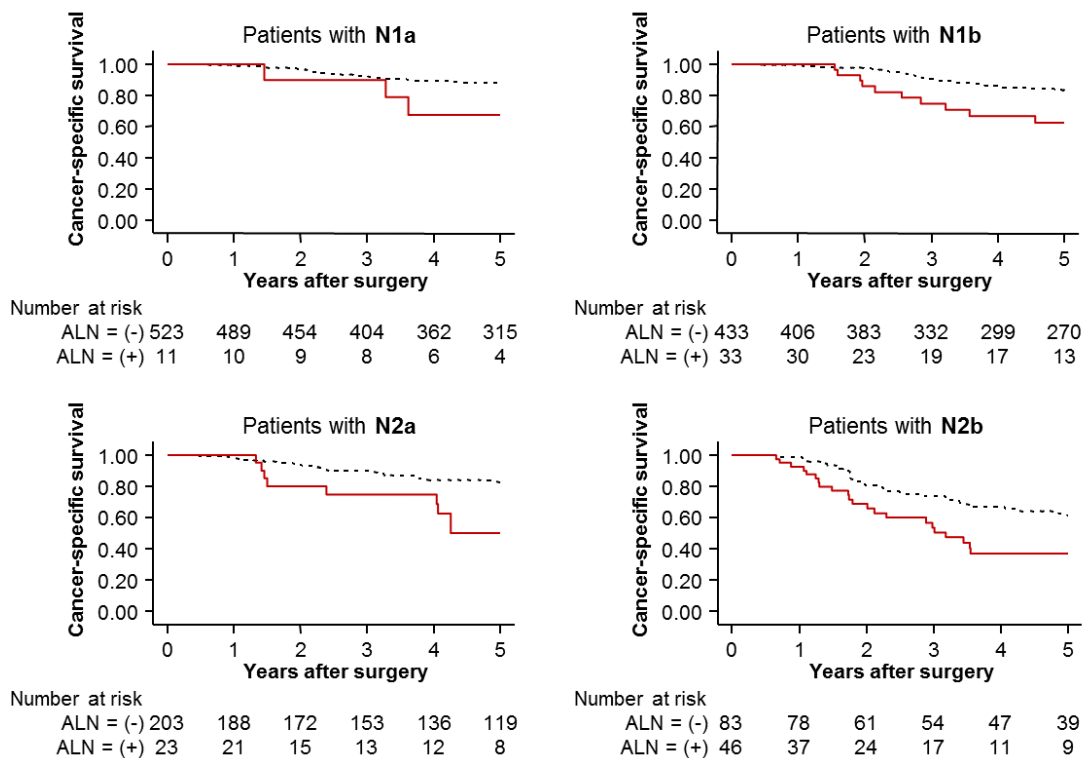 Patients with N1a
Cancer-specific survival
1.00
0.80
0.60
0.40
0.20
0.00
0 1 2 3 4 5
Years after surgery
Number at risk
ALN = (-) 523 489 454 404 362 315
ALN = (+) 11 10 9 8 6 4
Patients with N1b
Cancer-specific survival
1.00
0.80
0.60
0.40
0.20
0.00
0 1 2 3 4 5
Years after surgery
Number at risk
ALN = (-) 433 406 383 332 299 270
ALN = (+) 33 30 23 19 17 13
Patients with N2a
Cancer-specific survival
1.00
0.80
0.60
0.40
0.20
0.00
0 1 2 3 4 5
Years after surgery
Number at risk
ALN = (-) 203 188 172 153 136 119
ALN = (+) 23 21 15 13 12 8
Patients with N2b
Cancer-specific survival
1.00
0.80
0.60
0.40
0.20
0.00
0 1 2 3 4 5
Years after surgery
Number at risk
ALN = (-) 83 78 61 54 47 39
ALN = (+) 46 37 24 17 11 9